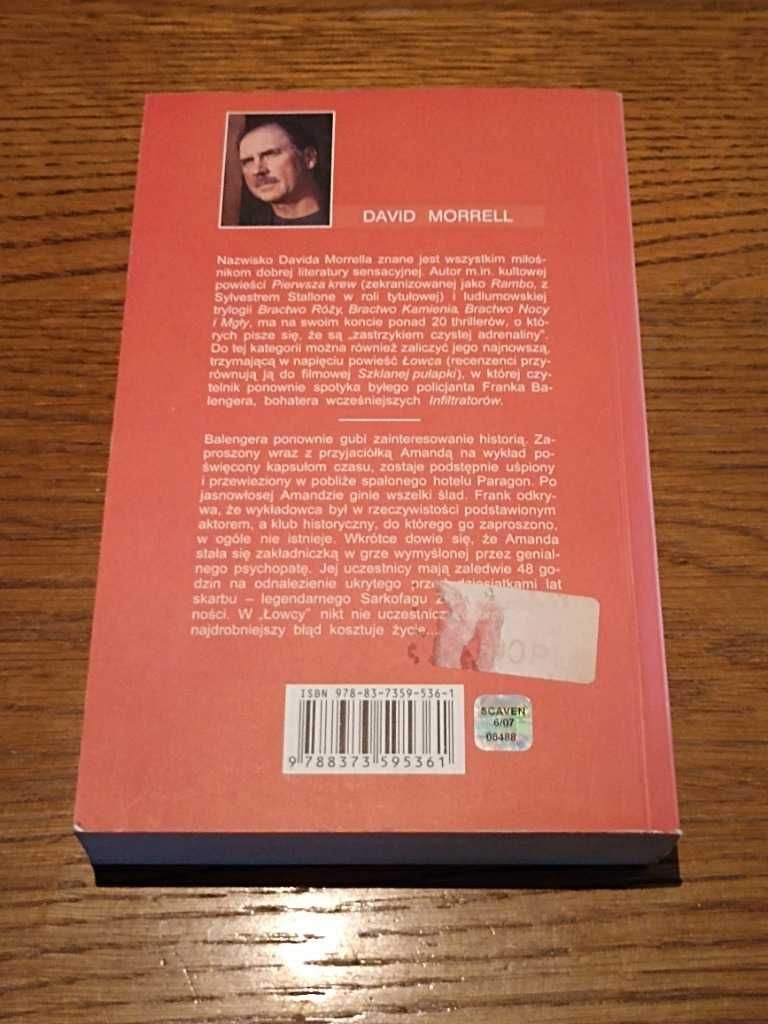 DAVID MORRELL
Nazwisko Davida Morrella znane jest wszystkim miłoś-
nikom dobrej literatury sensacyjnej. Autor m.in. kultowej
powieści Pierwsza krew (zekranizowanej jako Rambo, z
Sylvestrem Stallone w roli tytułowej) i ludlumowskiej
trylogii Bractwo Róży, Bractwo Kamienia, Bractwo Nocy
i Mgły, ma na swoim koncie ponad 20 thrillerów, o któ-
rych pisze się, że są „zastrzykiem czystej adrenaliny”.
Do tej kategorii można również zaliczyć jego najnowszą,
trzymającą w napięciu powieść Łowca (recenzenci przy-
równują ją do filmowej Szklanej pułapki), w której czy-
telnik ponownie spotyka byłego policjanta Franka Ba-
lengera, bohatera wcześniejszych Infiltratorów.
Balengera ponownie gubi zainteresowanie historią. Za-
proszony wraz z przyjaciółką Amandą na wykład po-
święcony kapsułom czasu, zostaje podstępnie uśpiony
i przewieziony w pobliże spalonego hotelu Paragon. Po
jasnowłosej Amandzie ginie wszelki ślad. Frank odkry-
wa, że wykładowca był w rzeczywistości podstawionym
aktorem, a klub historyczny, do którego go zaproszono,
w ogóle nie istnieje. Wkrótce dowie się, że Amanda
stała się zakładniczką w grze wymyślonej przez genial-
nego psychopatę. Jej uczestnicy mają zaledwie 48 go-
dzin na odnalezienie ukrytego lat
skarbu – legendarnego Sarkofagu
ności. W „Łowcy” nikt nie
najdrobniejszy błąd kosztuje życie...
ISBN 978-83-7359-536-1
9 788373 595361
SCAVEN
6/07
06488